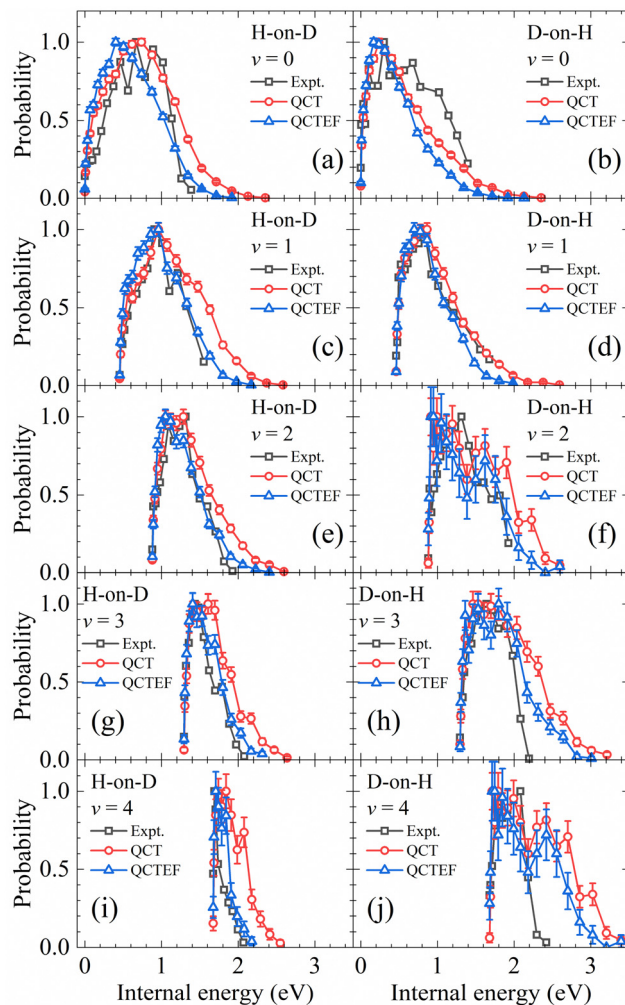 H-on-D
v = 0
Expt.
QCT
QCTEF
(a)
D-on-H
v = 0
Expt.
QCT
QCTEF
(b)
H-on-D
v = 1
Expt.
QCT
QCTEF
(c)
D-on-H
v = 1
Expt.
QCT
QCTEF
(d)
H-on-D
v = 2
Expt.
QCT
QCTEF
(e)
D-on-H
v = 2
Expt.
QCT
QCTEF
(f)
H-on-D
v = 3
Expt.
QCT
QCTEF
(g)
D-on-H
v = 3
Expt.
QCT
QCTEF
(h)
H-on-D
v = 4
Expt.
QCT
QCTEF
(i)
D-on-H
v = 4
Expt.
QCT
QCTEF
(j)
Probability
1.0
0.5
0.0
Probability
1.0
0.5
0.0
Probability
1.0
0.5
0.0
Probability
1.0
0.5
0.0
Probability
1.0
0.5
0.0
0 1 2 3 0 1 2 3
Internal energy (eV) Internal energy (eV)